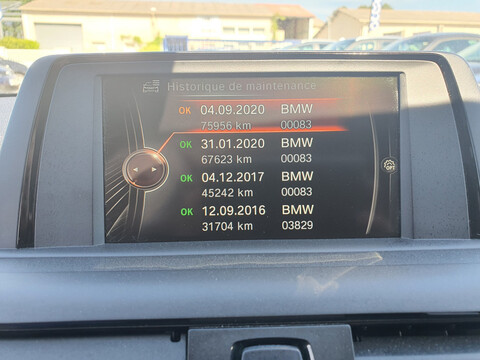 Historique de maintenance
OK 04.09.2020 BMW
75956 km 00083
OK 31.01.2020 BMW
67623 km 00083
OK 04.12.2017 BMW
45242 km 00083
OK 12.09.2016 BMW
31704 km 03829
OPT